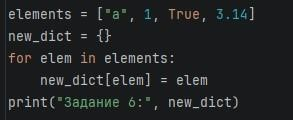 elements = ["a", 1, True, 3.14]
new_dict = {}
for elem in elements:
    new_dict[elem] = elem
print("Задание 6:", new_dict)